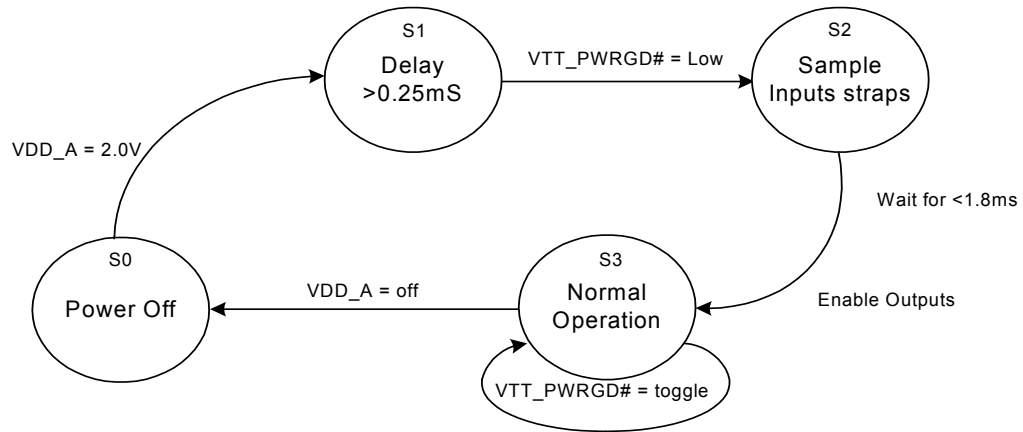 S1
Delay
>0.25mS
VTT_PWRGD# = Low
S2
Sample
Inputs straps
VDD_A = 2.0V
Wait for <1.8ms
S0
Power Off
VDD_A = off
S3
Normal
Operation
Enable Outputs
VTT_PWRGD# = toggle